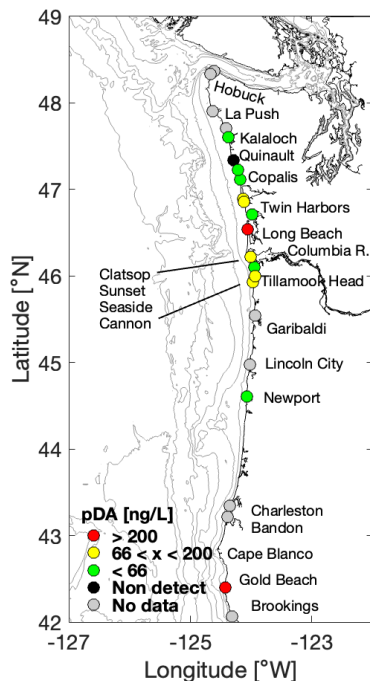 49
48
47
46
45
44
43
42
Latitude [°N]
Hobuck
La Push
Kalaloch
Quinault
Copalis
Twin Harbors
Long Beach
Columbia R.
Clatsop
Sunset
Seaside
Cannon
Tillamook Head
Garibaldi
Lincoln City
Newport
Charleston
Bandon
Cape Blanco
Gold Beach
Brookings
pDA [ng/L]
> 200
66 < x < 200
< 66
Non detect
No data
-127 -125 -123
Longitude [°W]